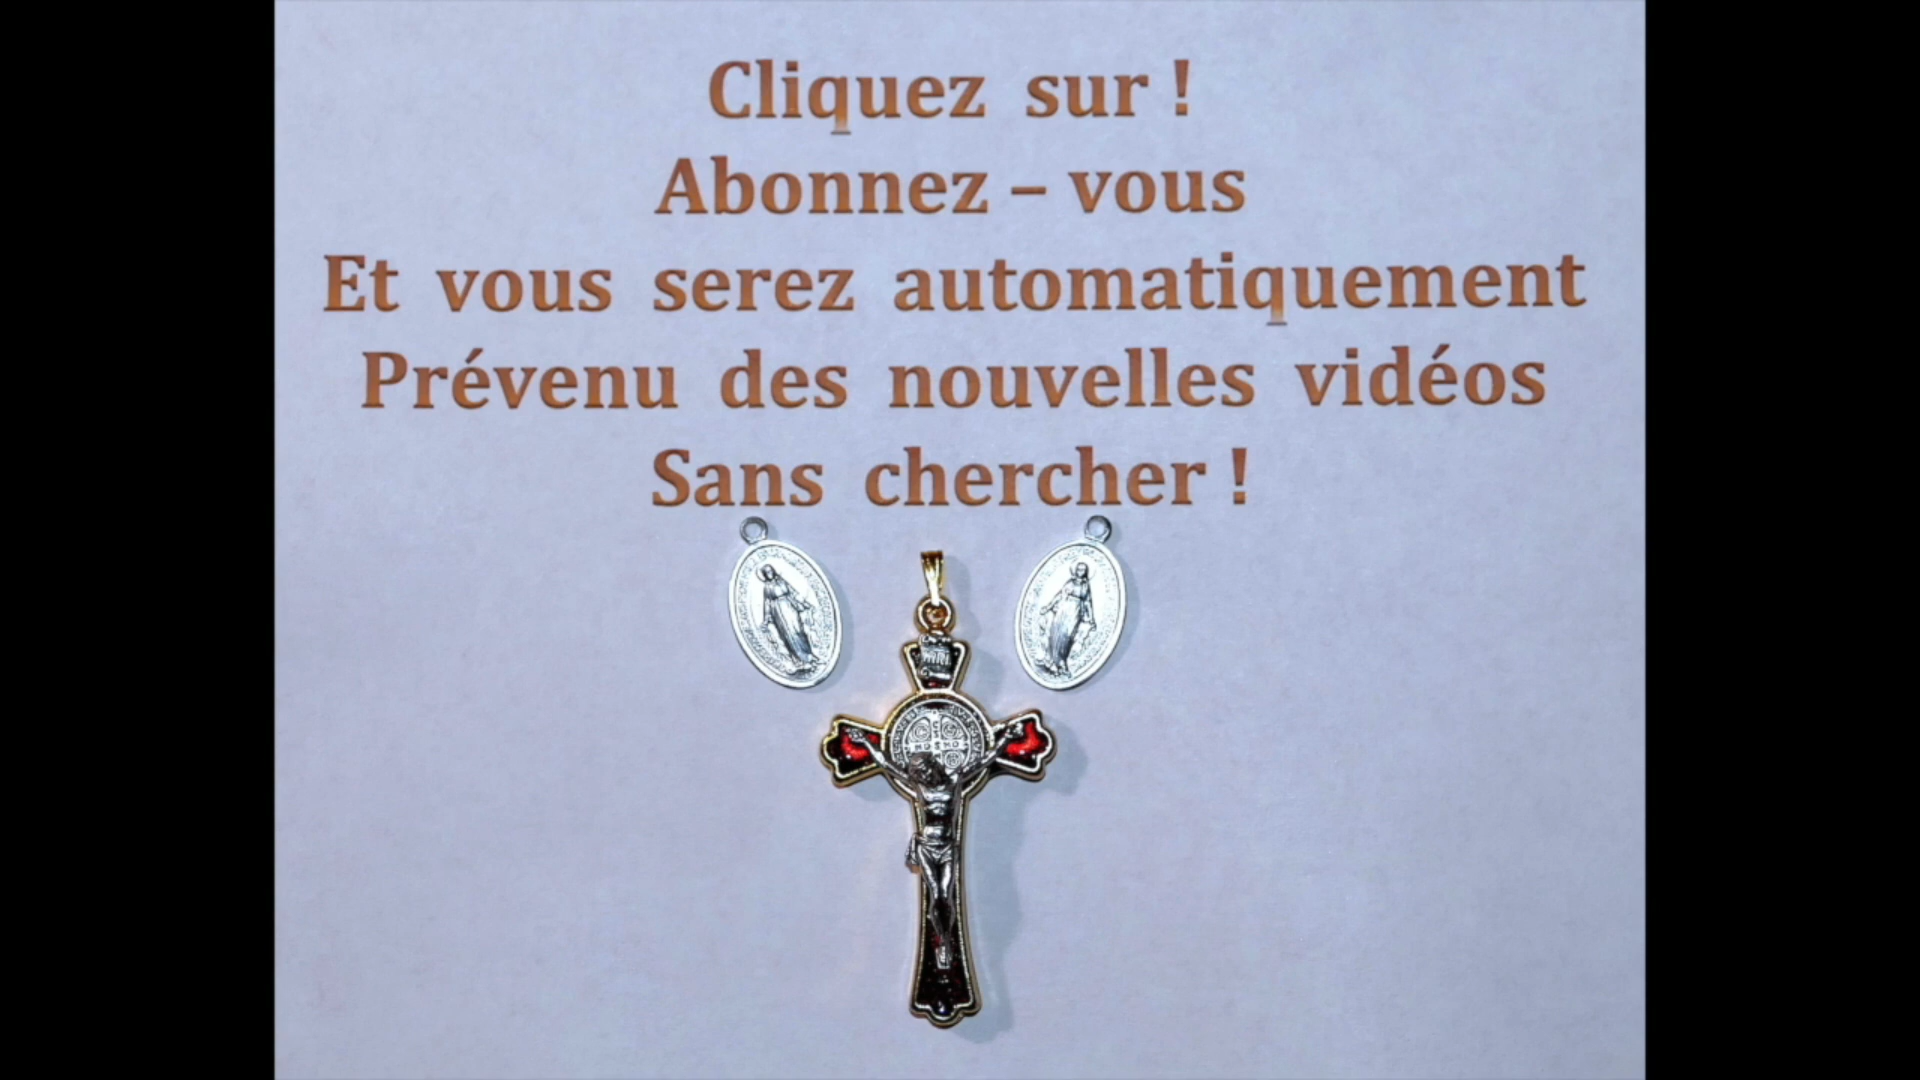 Cliquez sur !
Abonnez – vous
Et vous serez automatiquement
Prévenu des nouvelles vidéos
Sans chercher !